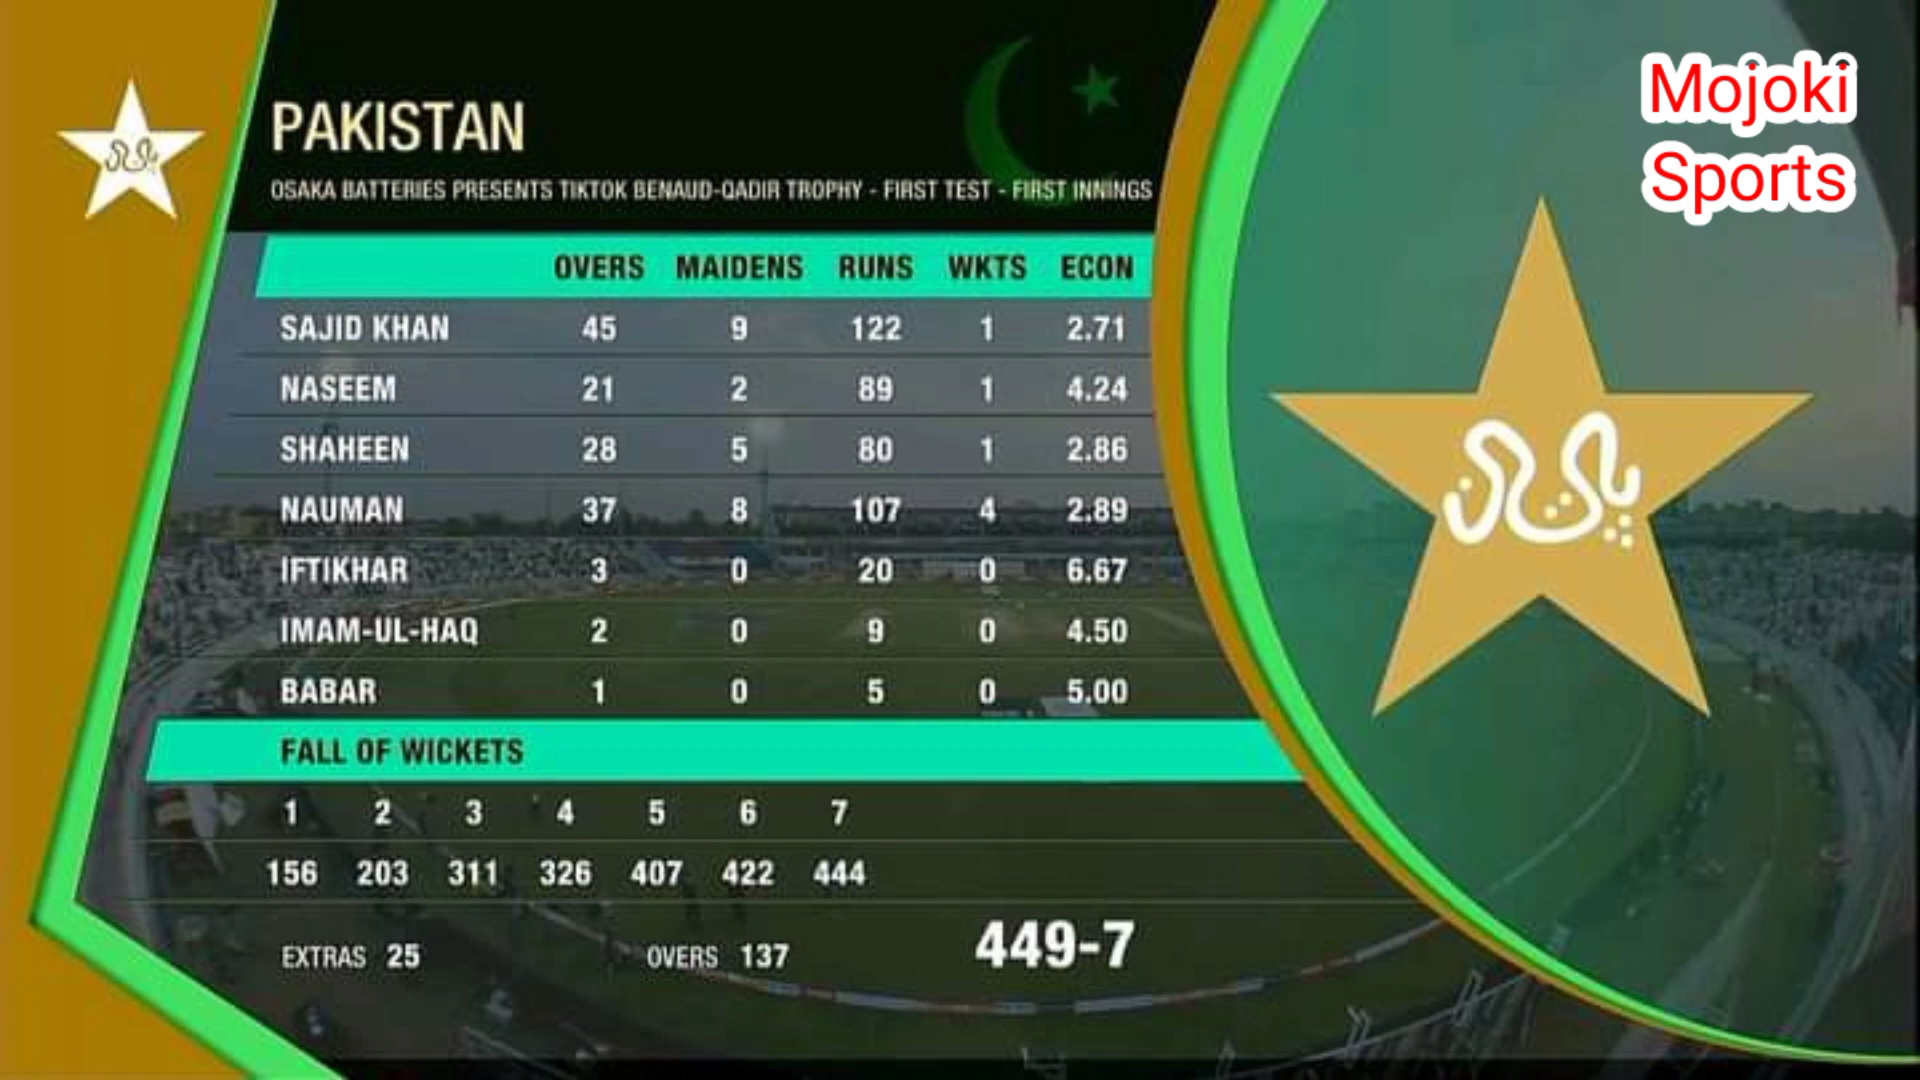 Mojoki
Sports
PAKISTAN
OSAKA BATTERIES PRESENTS TIKTOK BENAUD-QADIR TROPHY - FIRST TEST - FIRST INNINGS
OVERS MAIDENS RUNS WKTS ECON
SAJID KHAN 45 9 122 1 2.71
NASEEM 21 2 89 1 4.24
SHAHEEN 28 5 80 1 2.86
NAUMAN 37 8 107 4 2.89
IFTIKHAR 3 0 20 0 6.67
IMAM-UL-HAQ 2 0 9 0 4.50
BABAR 1 0 5 0 5.00
FALL OF WICKETS
1 2 3 4 5 6 7
156 203 311 326 407 422 444
EXTRAS 25 OVERS 137 449-7